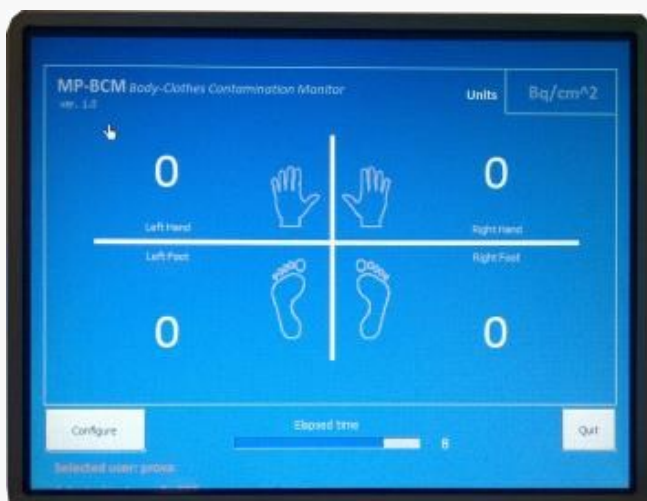 MP-BCM Body-Clothes Contamination Monitor
ver. 1.0
Units Bq/cm^2
0 0
Left Hand Right Hand
Left Foot Right Foot
0 0
Elapsed time
Configure 8 Quit
Selected user: